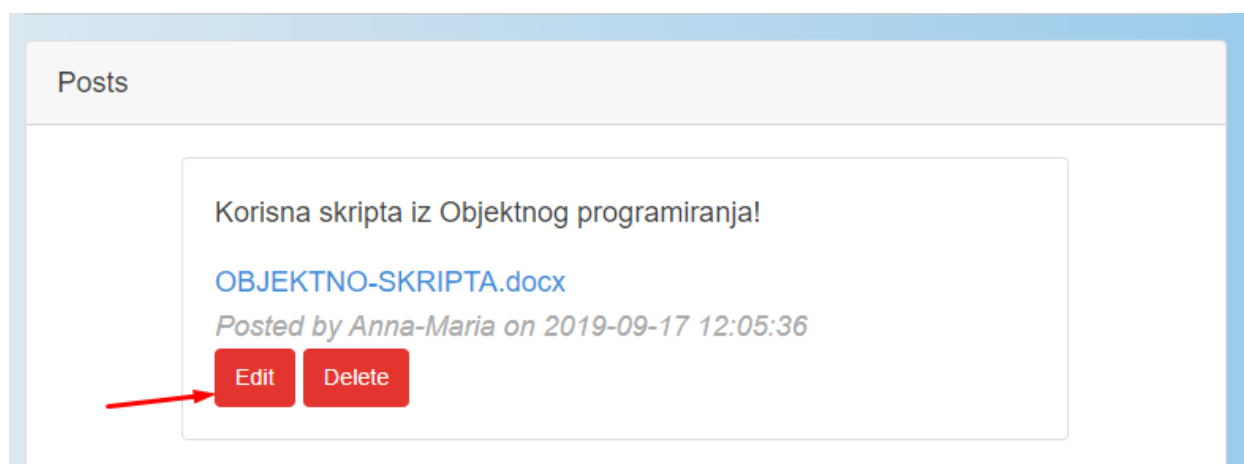 Posts
Korisna skripta iz Objektnog programiranja!
OBJEKTNO-SKRIPTA.docx
Posted by Anna-Maria on 2019-09-17 12:05:36
Edit Delete